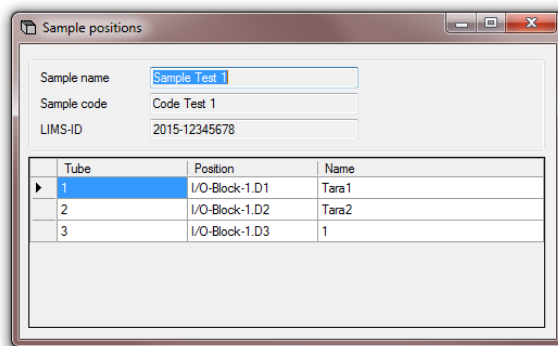 Sample positions
Sample name Sample Test 1
Sample code Code Test 1
LIMS-ID 2015-12345678
Tube Position Name
1 I/O-Block-1.D1 Tara1
2 I/O-Block-1.D2 Tara2
3 I/O-Block-1.D3 1